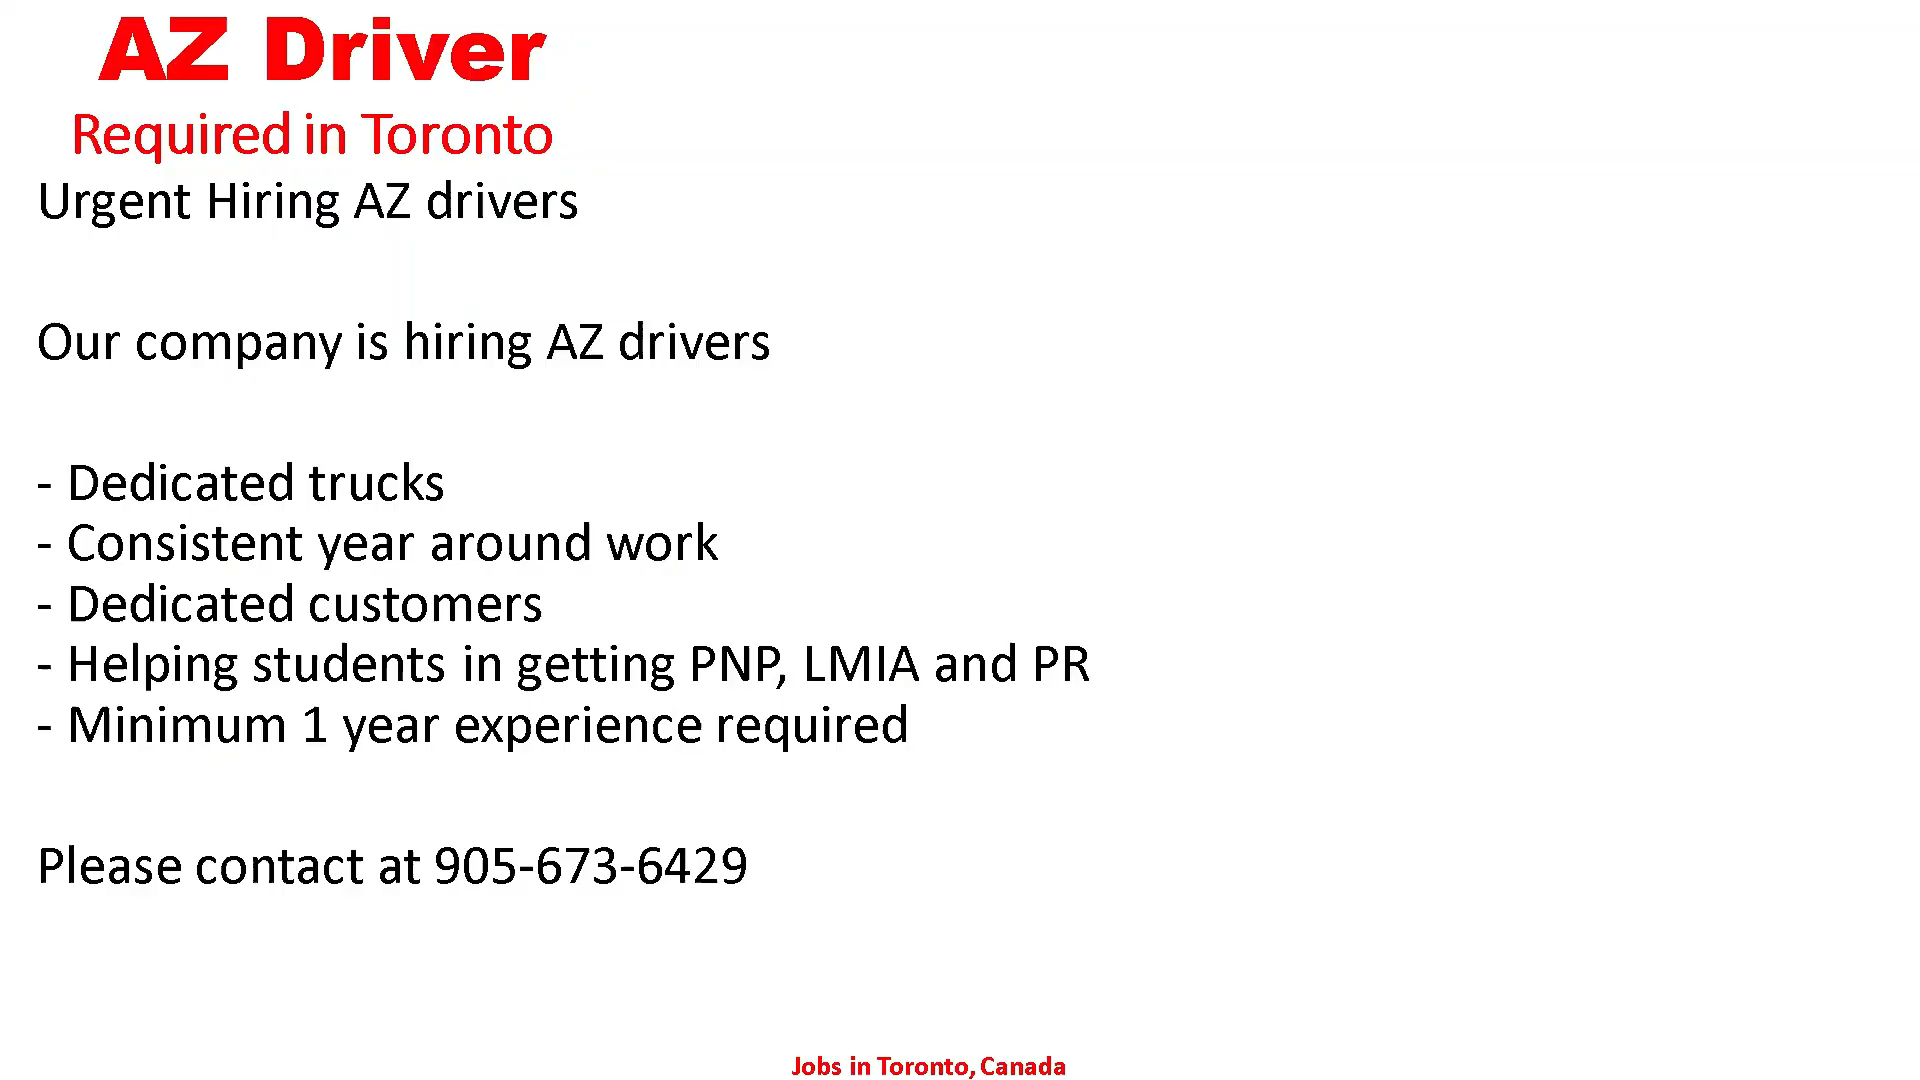 AZ Driver
Required in Toronto
Urgent Hiring AZ drivers
Our company is hiring AZ drivers
- Dedicated trucks
- Consistent year around work
- Dedicated customers
- Helping students in getting PNP, LMIA and PR
- Minimum 1 year experience required
Please contact at 905-673-6429
Jobs in Toronto, Canada